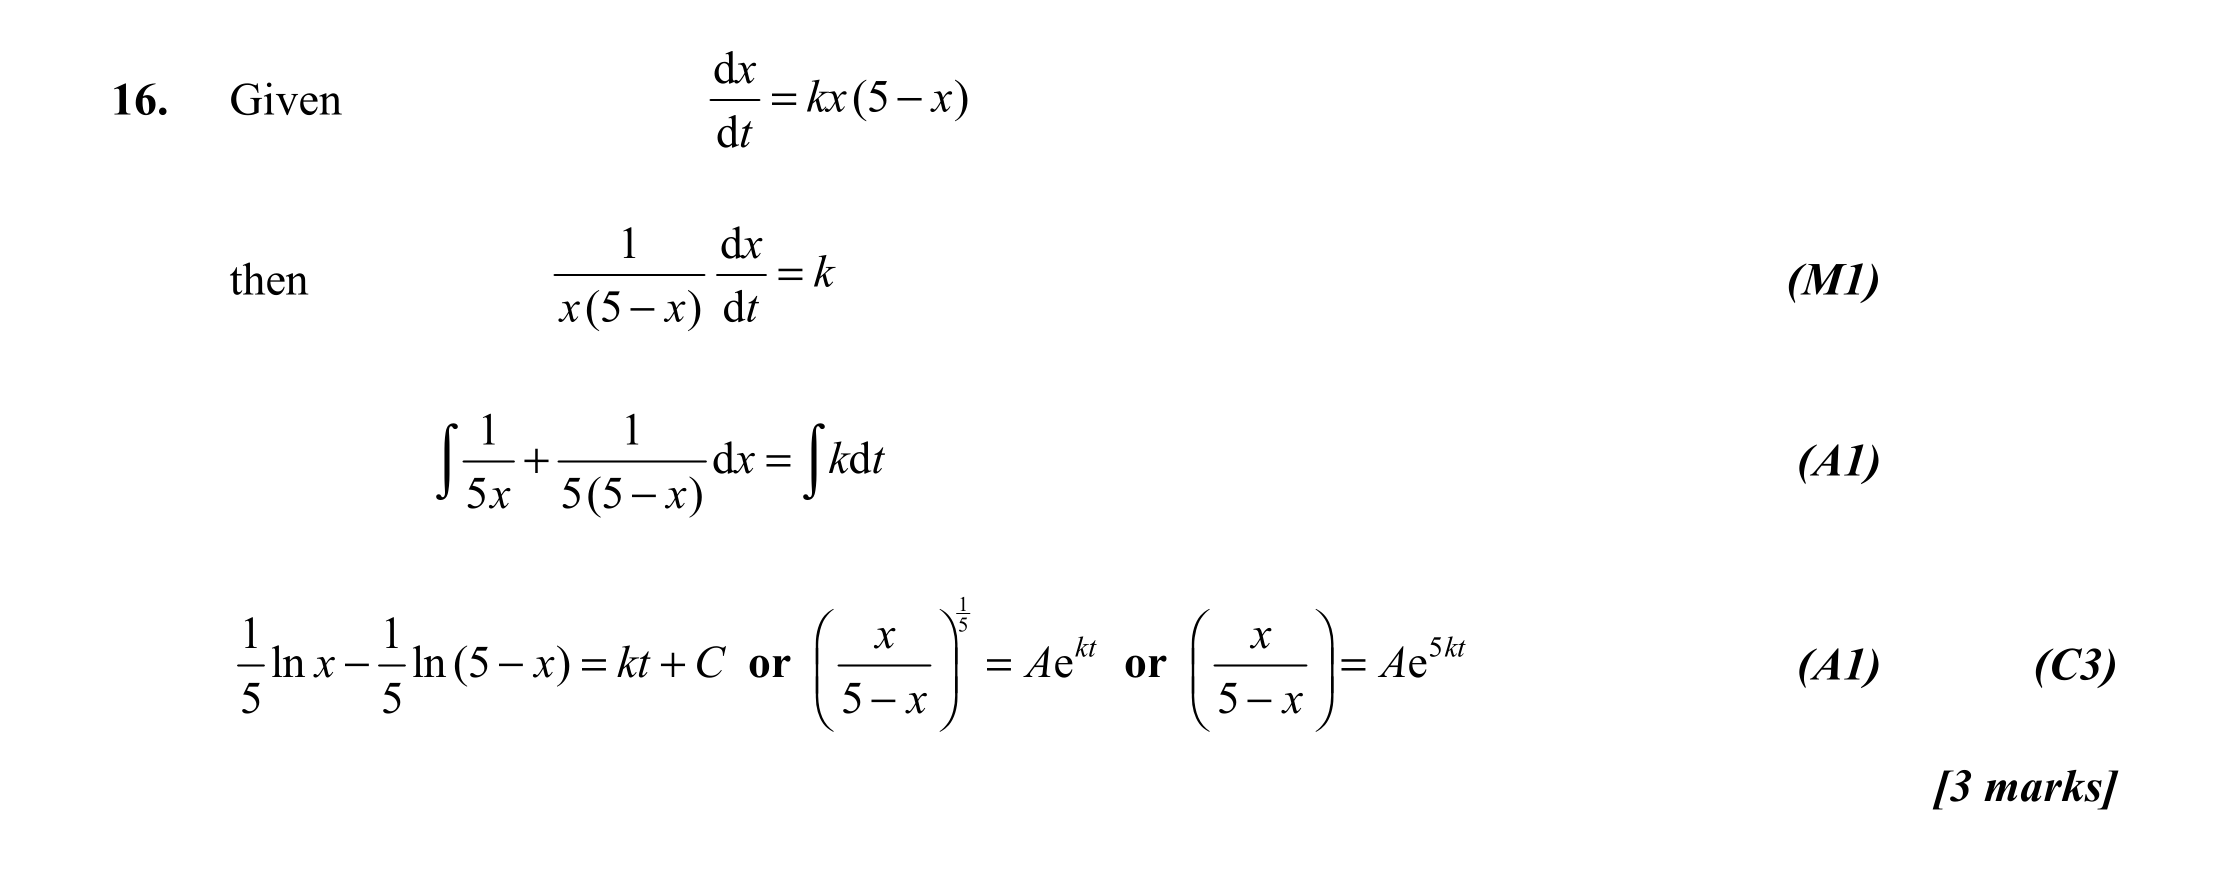 16. Given dx/dt = kx(5 − x)
then 1/(x(5 − x)) dx/dt = k (M1)
∫ 1/(5x) + 1/(5(5 − x)) dx = ∫ kdt (A1)
1/5 ln x − 1/5 ln (5 − x) = kt + C or (x/(5 − x))^(1/5) = Ae^(kt) or (x/(5 − x)) = Ae^(5kt) (A1) (C3)
[3 marks]